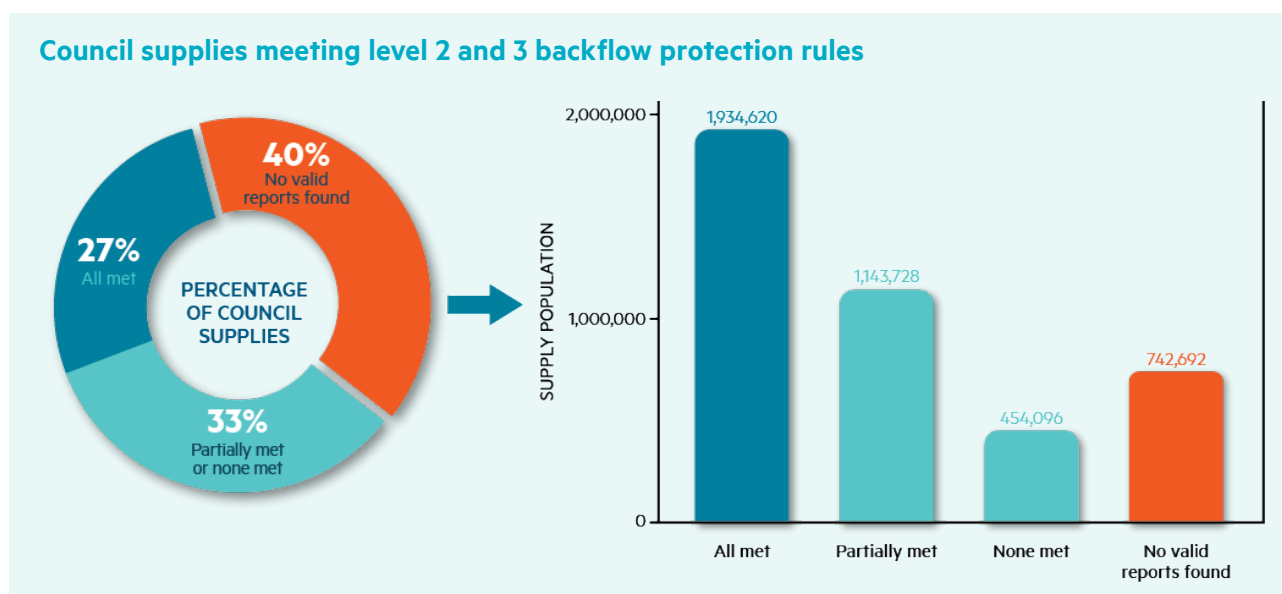 Council supplies meeting level 2 and 3 backflow protection rules
40%
No valid
reports found
27%
All met
PERCENTAGE
OF COUNCIL
SUPPLIES
33%
Partially met
or none met
SUPPLY POPULATION
2,000,000
1,000,000
0
1,934,620
1,143,728
454,096
742,692
All met
Partially met
None met
No valid
reports found